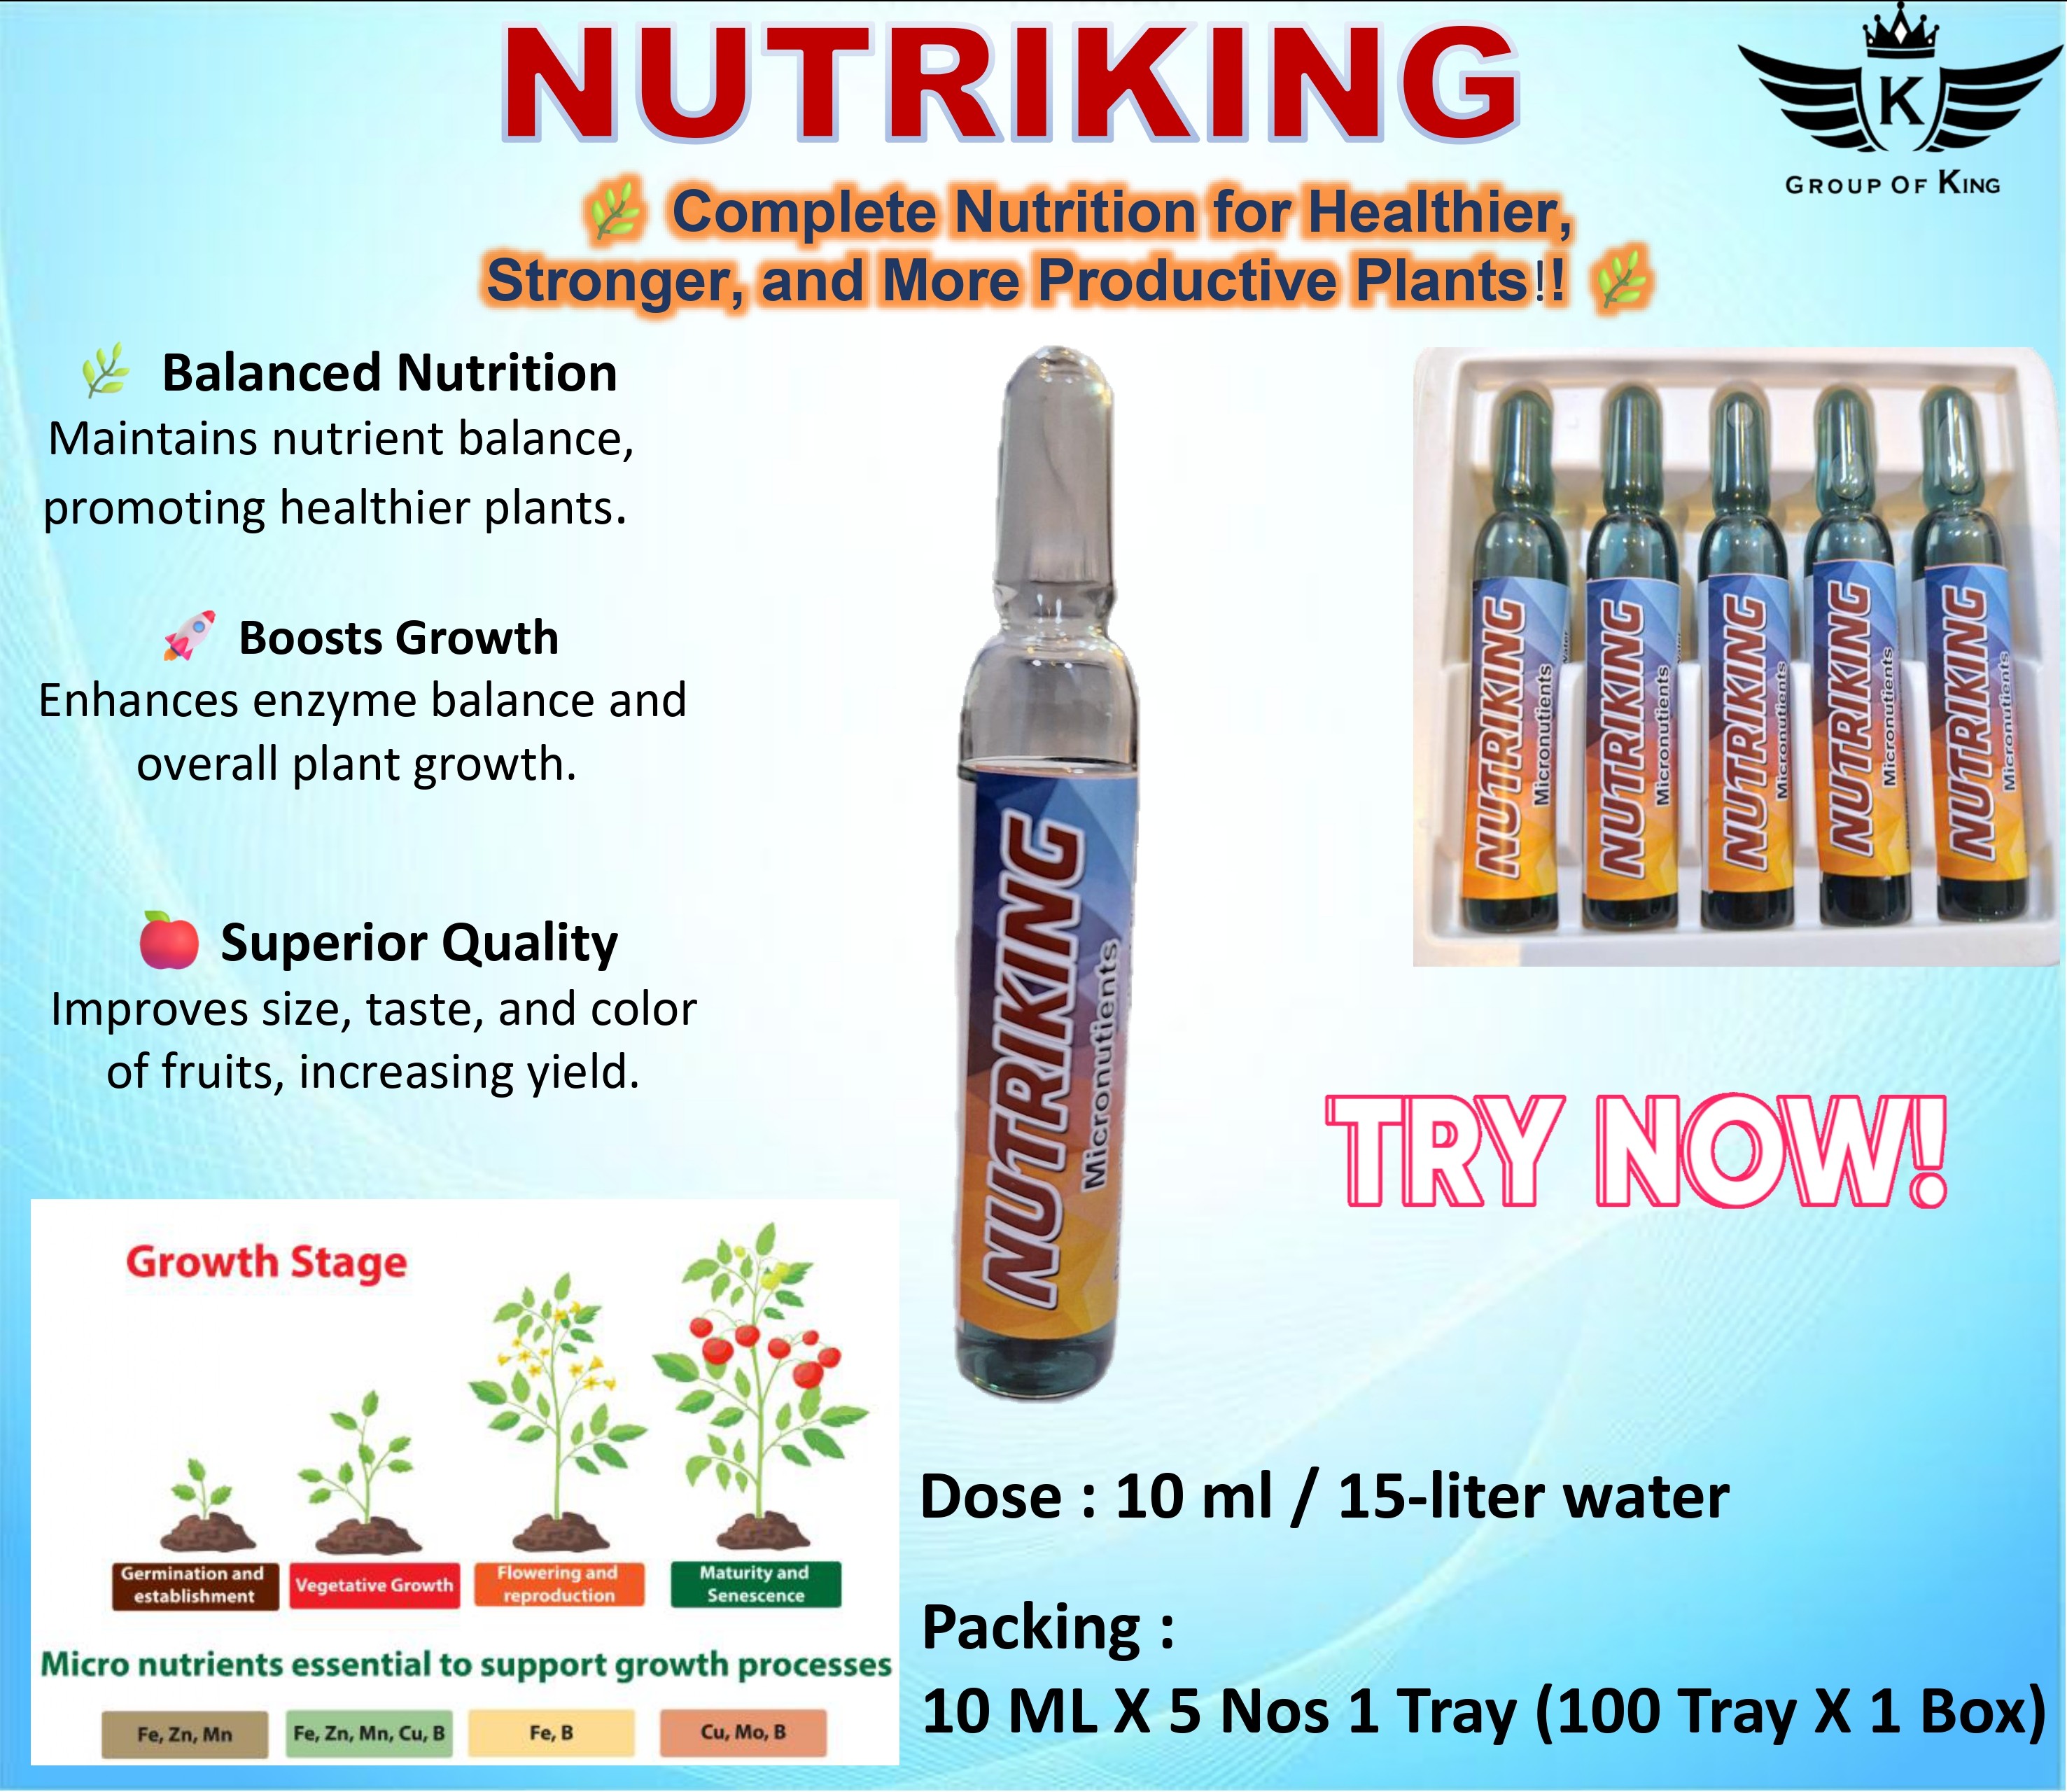 NUTRIKING
K
GROUP OF KING
🌿 Complete Nutrition for Healthier,
Stronger, and More Productive Plants!! 🌿
🌿 Balanced Nutrition
Maintains nutrient balance,
promoting healthier plants.
🚀 Boosts Growth
Enhances enzyme balance and
overall plant growth.
🍎 Superior Quality
Improves size, taste, and color
of fruits, increasing yield.
NUTRIKING
Micronutients
NUTRIKING
Micronutients
NUTRIKING
Micronutients
NUTRIKING
Micronutients
NUTRIKING
Micronutients
NUTRIKING
Micronutients
TRY NOW!
Growth Stage
Germination and
establishment
Vegetative Growth
Flowering and
reproduction
Maturity and
Senescence
Micro nutrients essential to support growth processes
Fe, Zn, Mn
Fe, Zn, Mn, Cu, B
Fe, B
Cu, Mo, B
Dose : 10 ml / 15-liter water
Packing :
10 ML X 5 Nos 1 Tray (100 Tray X 1 Box)